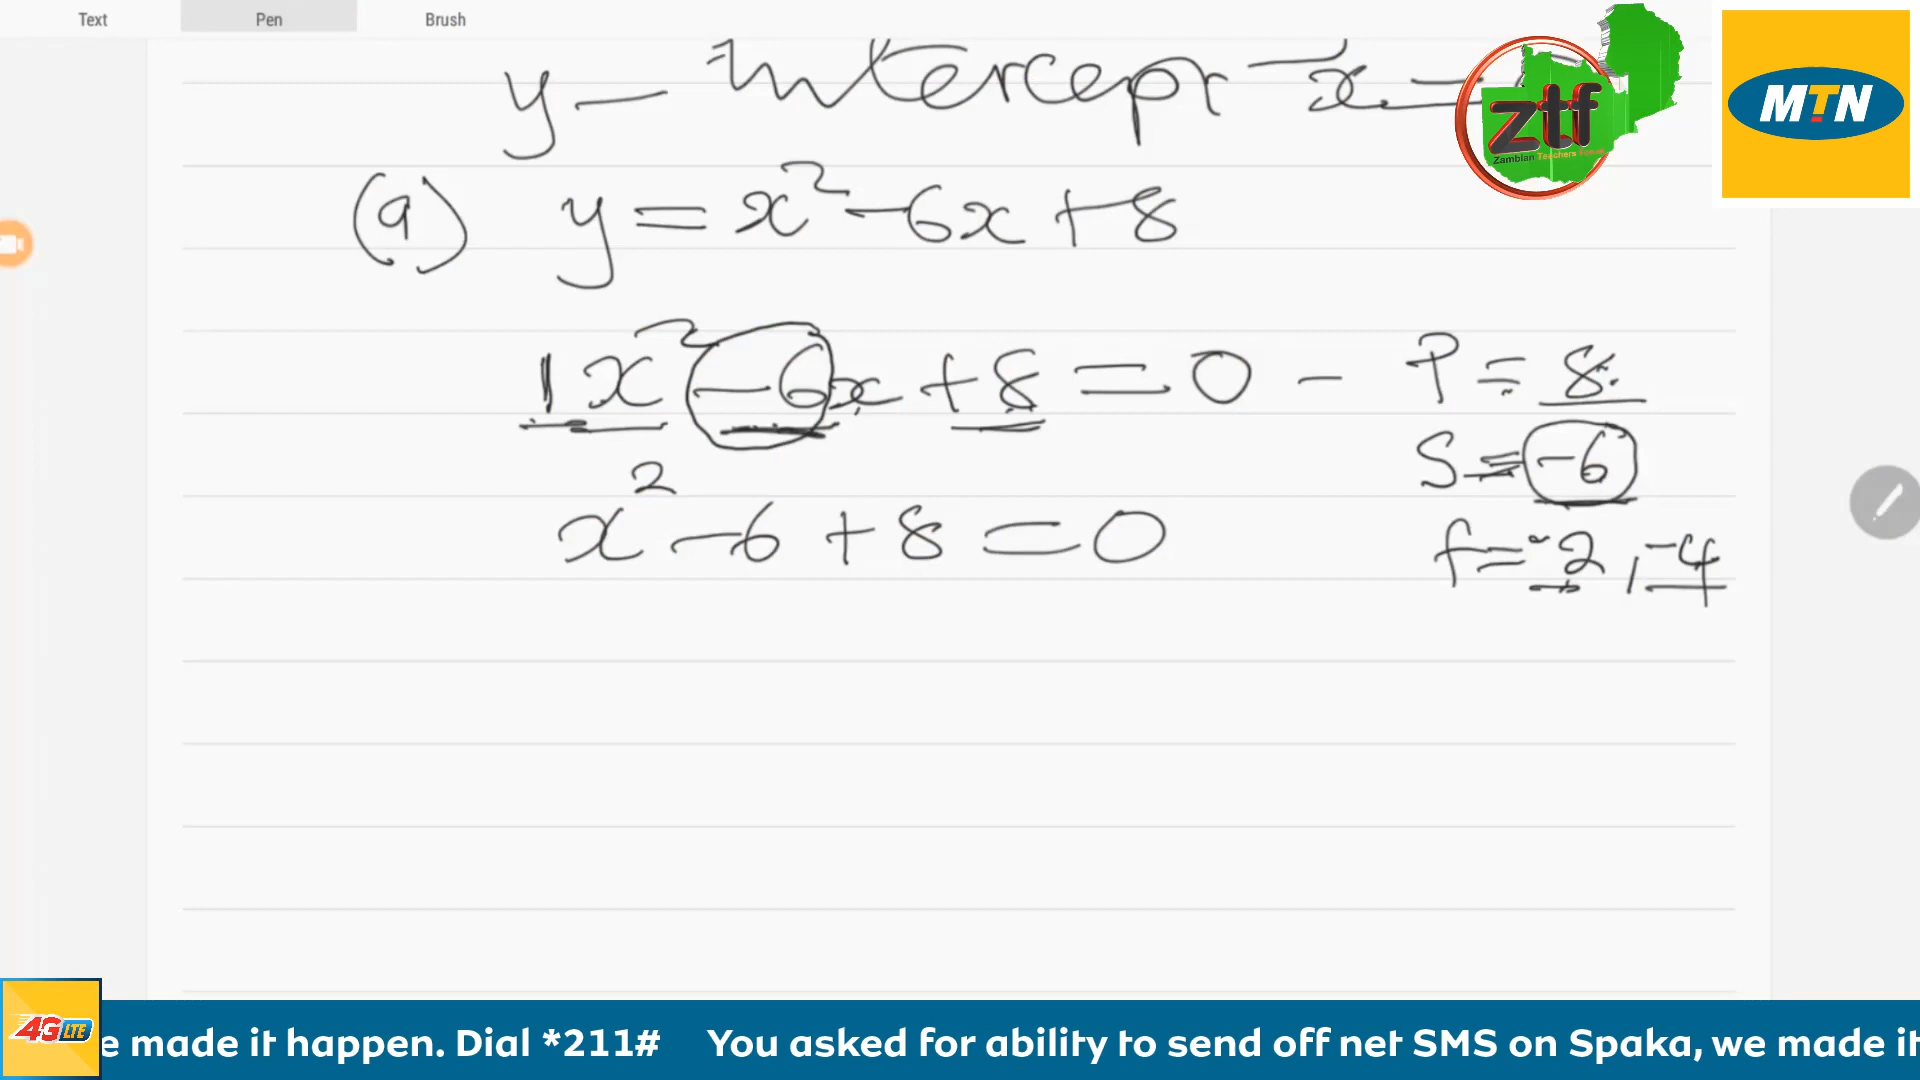 Text Pen Brush
y - Intercept - x =
ztf
Zambian Teachers Forum
MTN
(a) y = x² - 6x + 8
1x² - 6x + 8 = 0 - P = 8
S = -6
x² - 6 + 8 = 0
f = -2, -4
4G LTE
e made it happen. Dial *211# You asked for ability to send off net SMS on Spaka, we made it